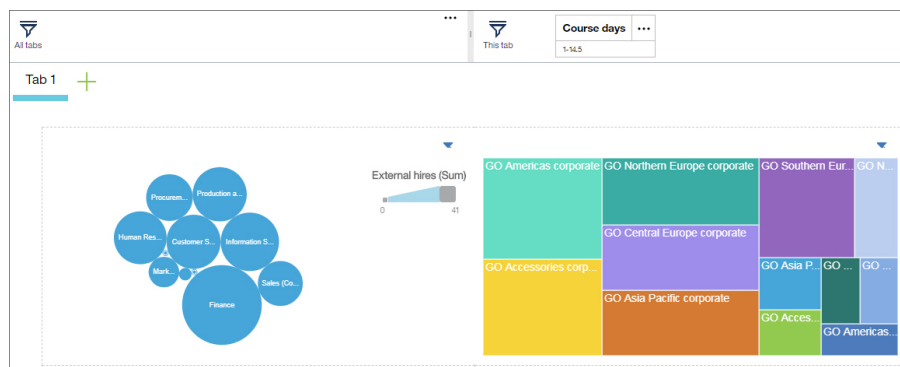 •••
All tabs
This tab
Course days •••
1-14.5
Tab 1
External hires (Sum)
0 41
Procurem...
Production a...
Human Res...
Customer S...
Information S...
Mark...
Sales (Co...
Finance
GO Americas corporate
GO Northern Europe corporate
GO Southern Eur...
GO N...
GO Central Europe corporate
GO Accessories corp...
GO Asia P...
GO ...
GO ...
GO Asia Pacific corporate
GO Acces...
GO Americas...